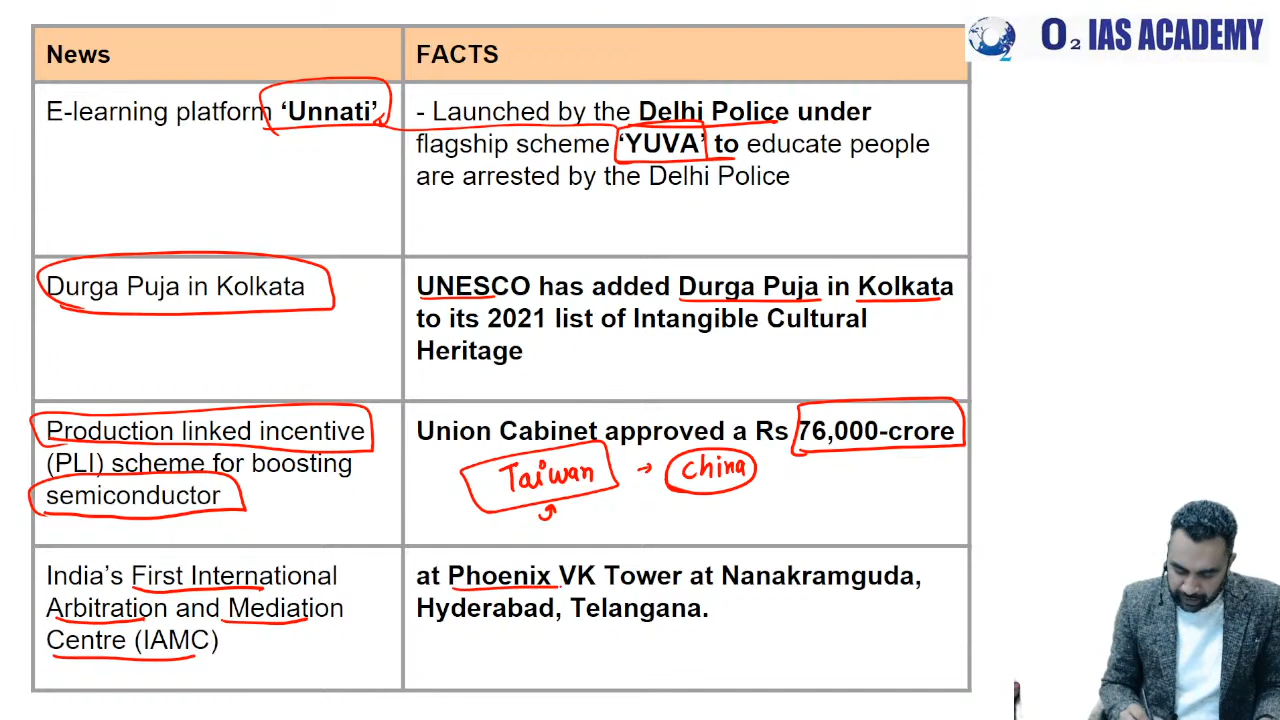 News
FACTS
O2 IAS ACADEMY
E-learning platform ‘Unnati’
- Launched by the Delhi Police under
flagship scheme ‘YUVA’ to educate people
are arrested by the Delhi Police
Durga Puja in Kolkata
UNESCO has added Durga Puja in Kolkata
to its 2021 list of Intangible Cultural
Heritage
Production linked incentive
(PLI) scheme for boosting
semiconductor
Union Cabinet approved a Rs 76,000-crore
Taiwan → China
India’s First International
Arbitration and Mediation
Centre (IAMC)
at Phoenix VK Tower at Nanakramguda,
Hyderabad, Telangana.